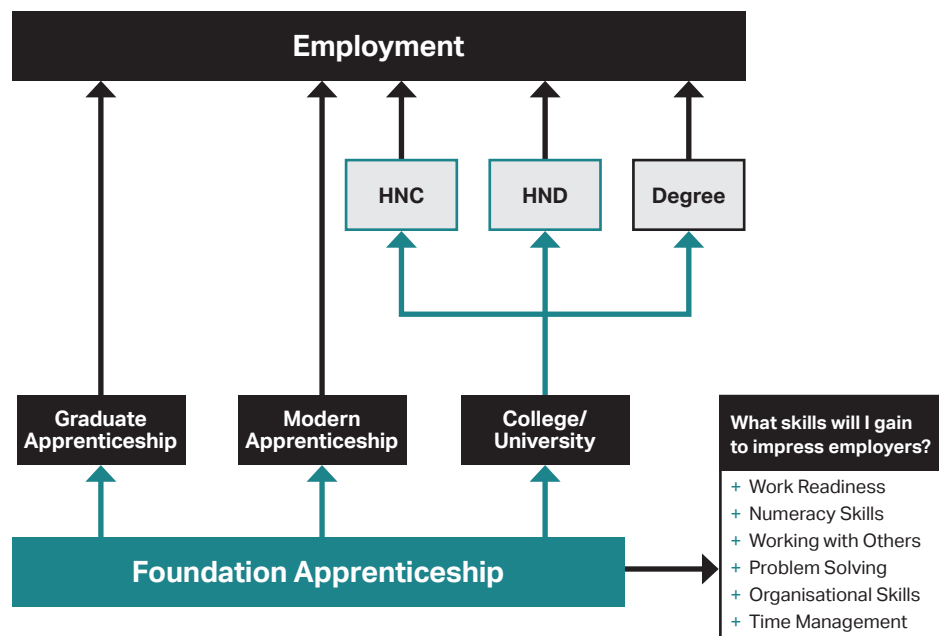 Employment
HNC
HND
Degree
Graduate
Apprenticeship
Modern
Apprenticeship
College/
University
Foundation Apprenticeship
What skills will I gain
to impress employers?
+ Work Readiness
+ Numeracy Skills
+ Working with Others
+ Problem Solving
+ Organisational Skills
+ Time Management